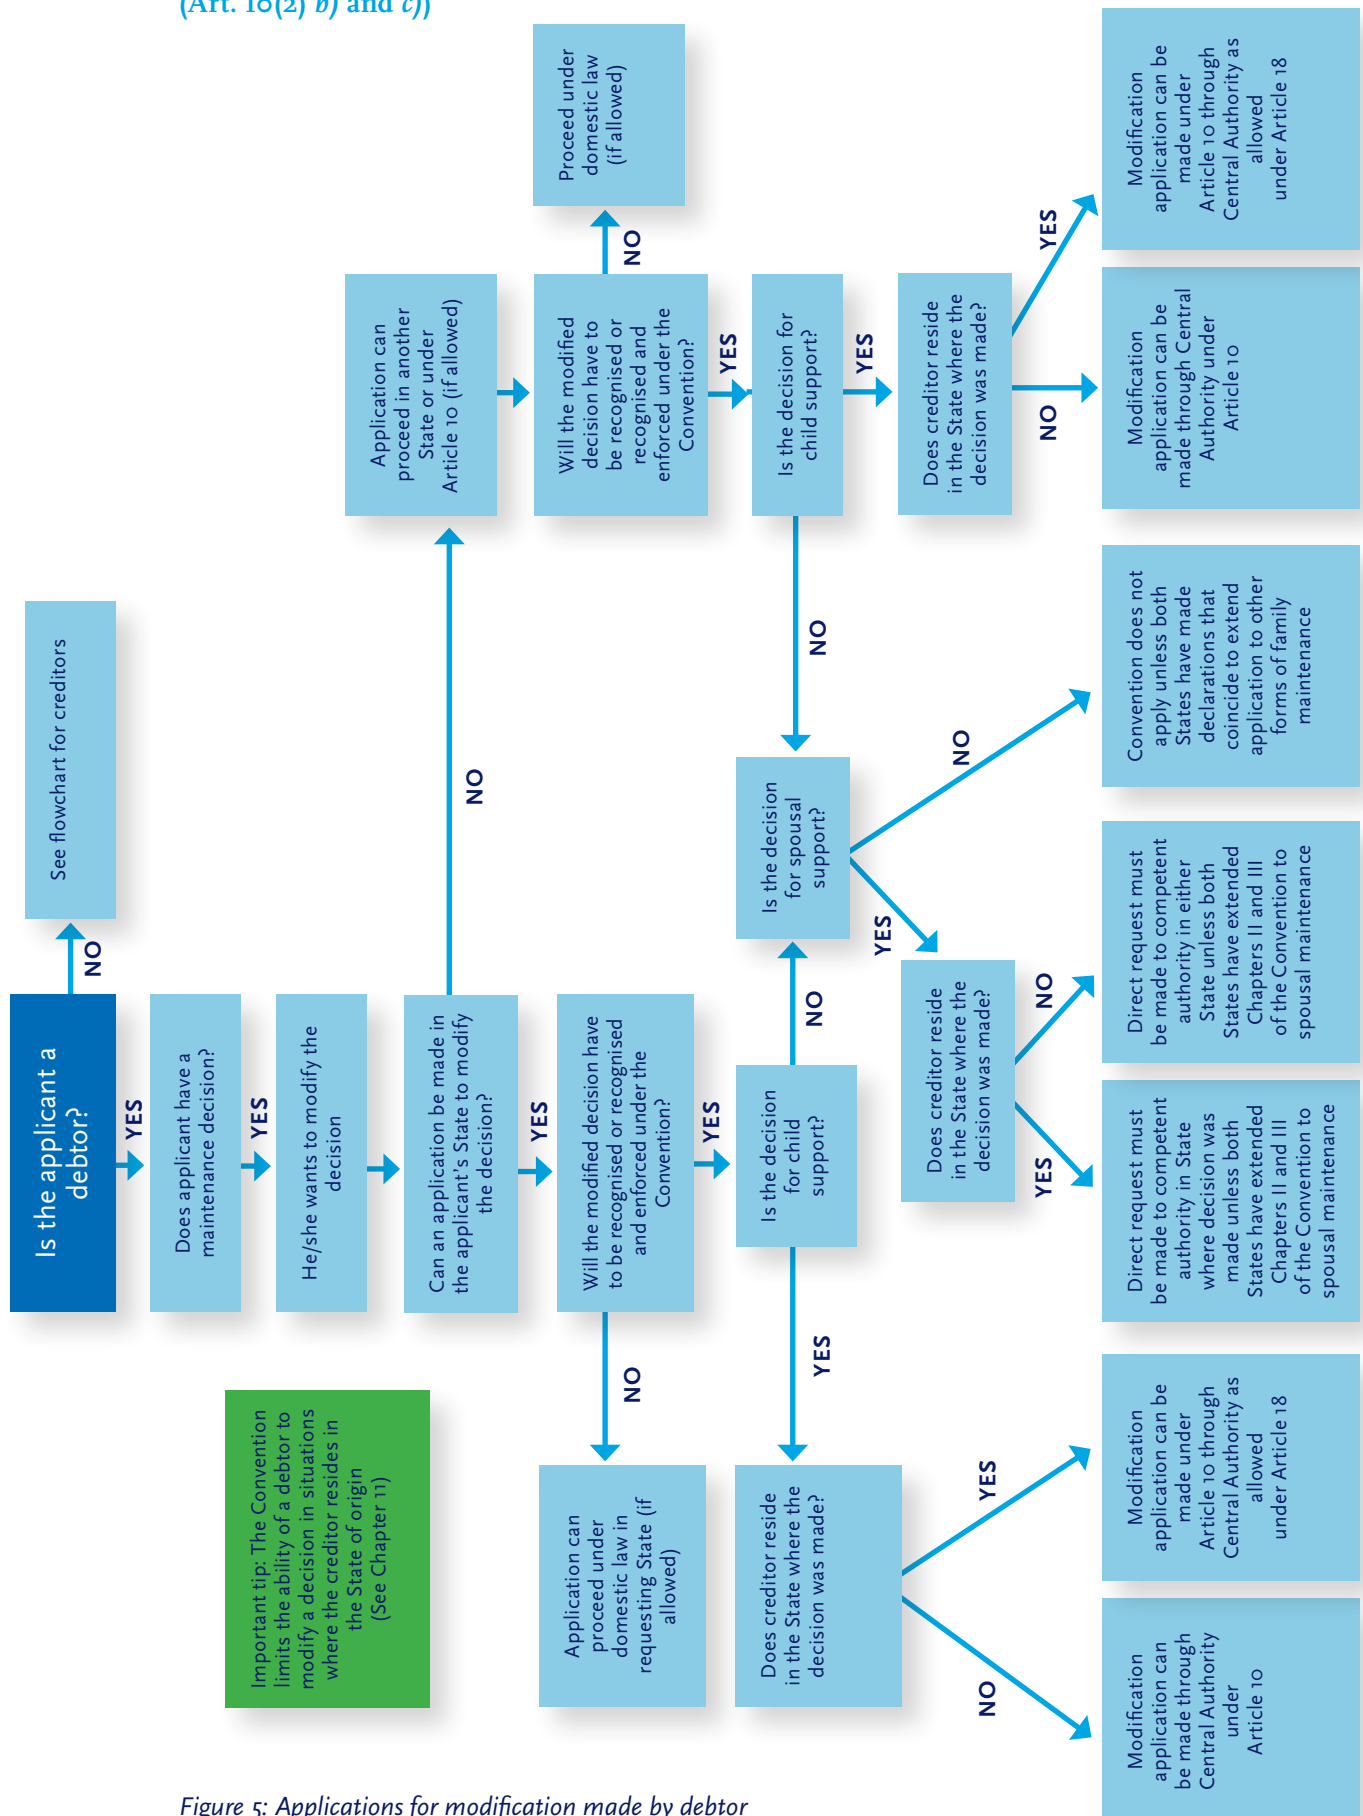 (Art. 10(2) b) and c))
Is the applicant a
debtor?
NO
See flowchart for creditors
YES
Does applicant have a
maintenance decision?
YES
He/she wants to modify the
decision
Can an application be made in
the applicant's State to modify
the decision?
NO
Application can
proceed in another
State or under
Article 10 (if allowed)
YES
Will the modified decision have
to be recognised or recognised
and enforced under the
Convention?
NO
Application can
proceed under
domestic law in
requesting State (if
allowed)
YES
Is the decision
for child
support?
YES
Does creditor reside
in the State where the
decision was made?
NO
Modification
application can
be made through
Central Authority
under
Article 10
YES
Modification
application can be
made under
Article 10 through
Central Authority as
allowed
under Article 18
NO
Is the decision
for spousal
support?
YES
Does creditor reside
in the State where the
decision was made?
YES
Direct request must
be made to competent
authority in State
where decision was
made unless both
States have extended
Chapters II and III
of the Convention to
spousal maintenance
NO
Direct request must
be made to competent
authority in either
State unless both
States have extended
Chapters II and III
of the Convention to
spousal maintenance
NO
Convention does not
apply unless both
States have made
declarations that
coincide to extend
application to other
forms of family
maintenance
Will the modified
decision have to
be recognised or
recognised and
enforced under the
Convention?
NO
Proceed under
domestic law
(if allowed)
YES
Is the decision for
child support?
NO
YES
Does creditor reside
in the State where the
decision was made?
NO
Modification
application can be
made through Central
Authority under
Article 10
YES
Modification
application can be
made under
Article 10 through
Central Authority as
allowed
under Article 18
Important tip: The Convention
limits the ability of a debtor to
modify a decision in situations
where the creditor resides in
the State of origin
(See Chapter 11)
Figure 5: Applications for modification made by debtor